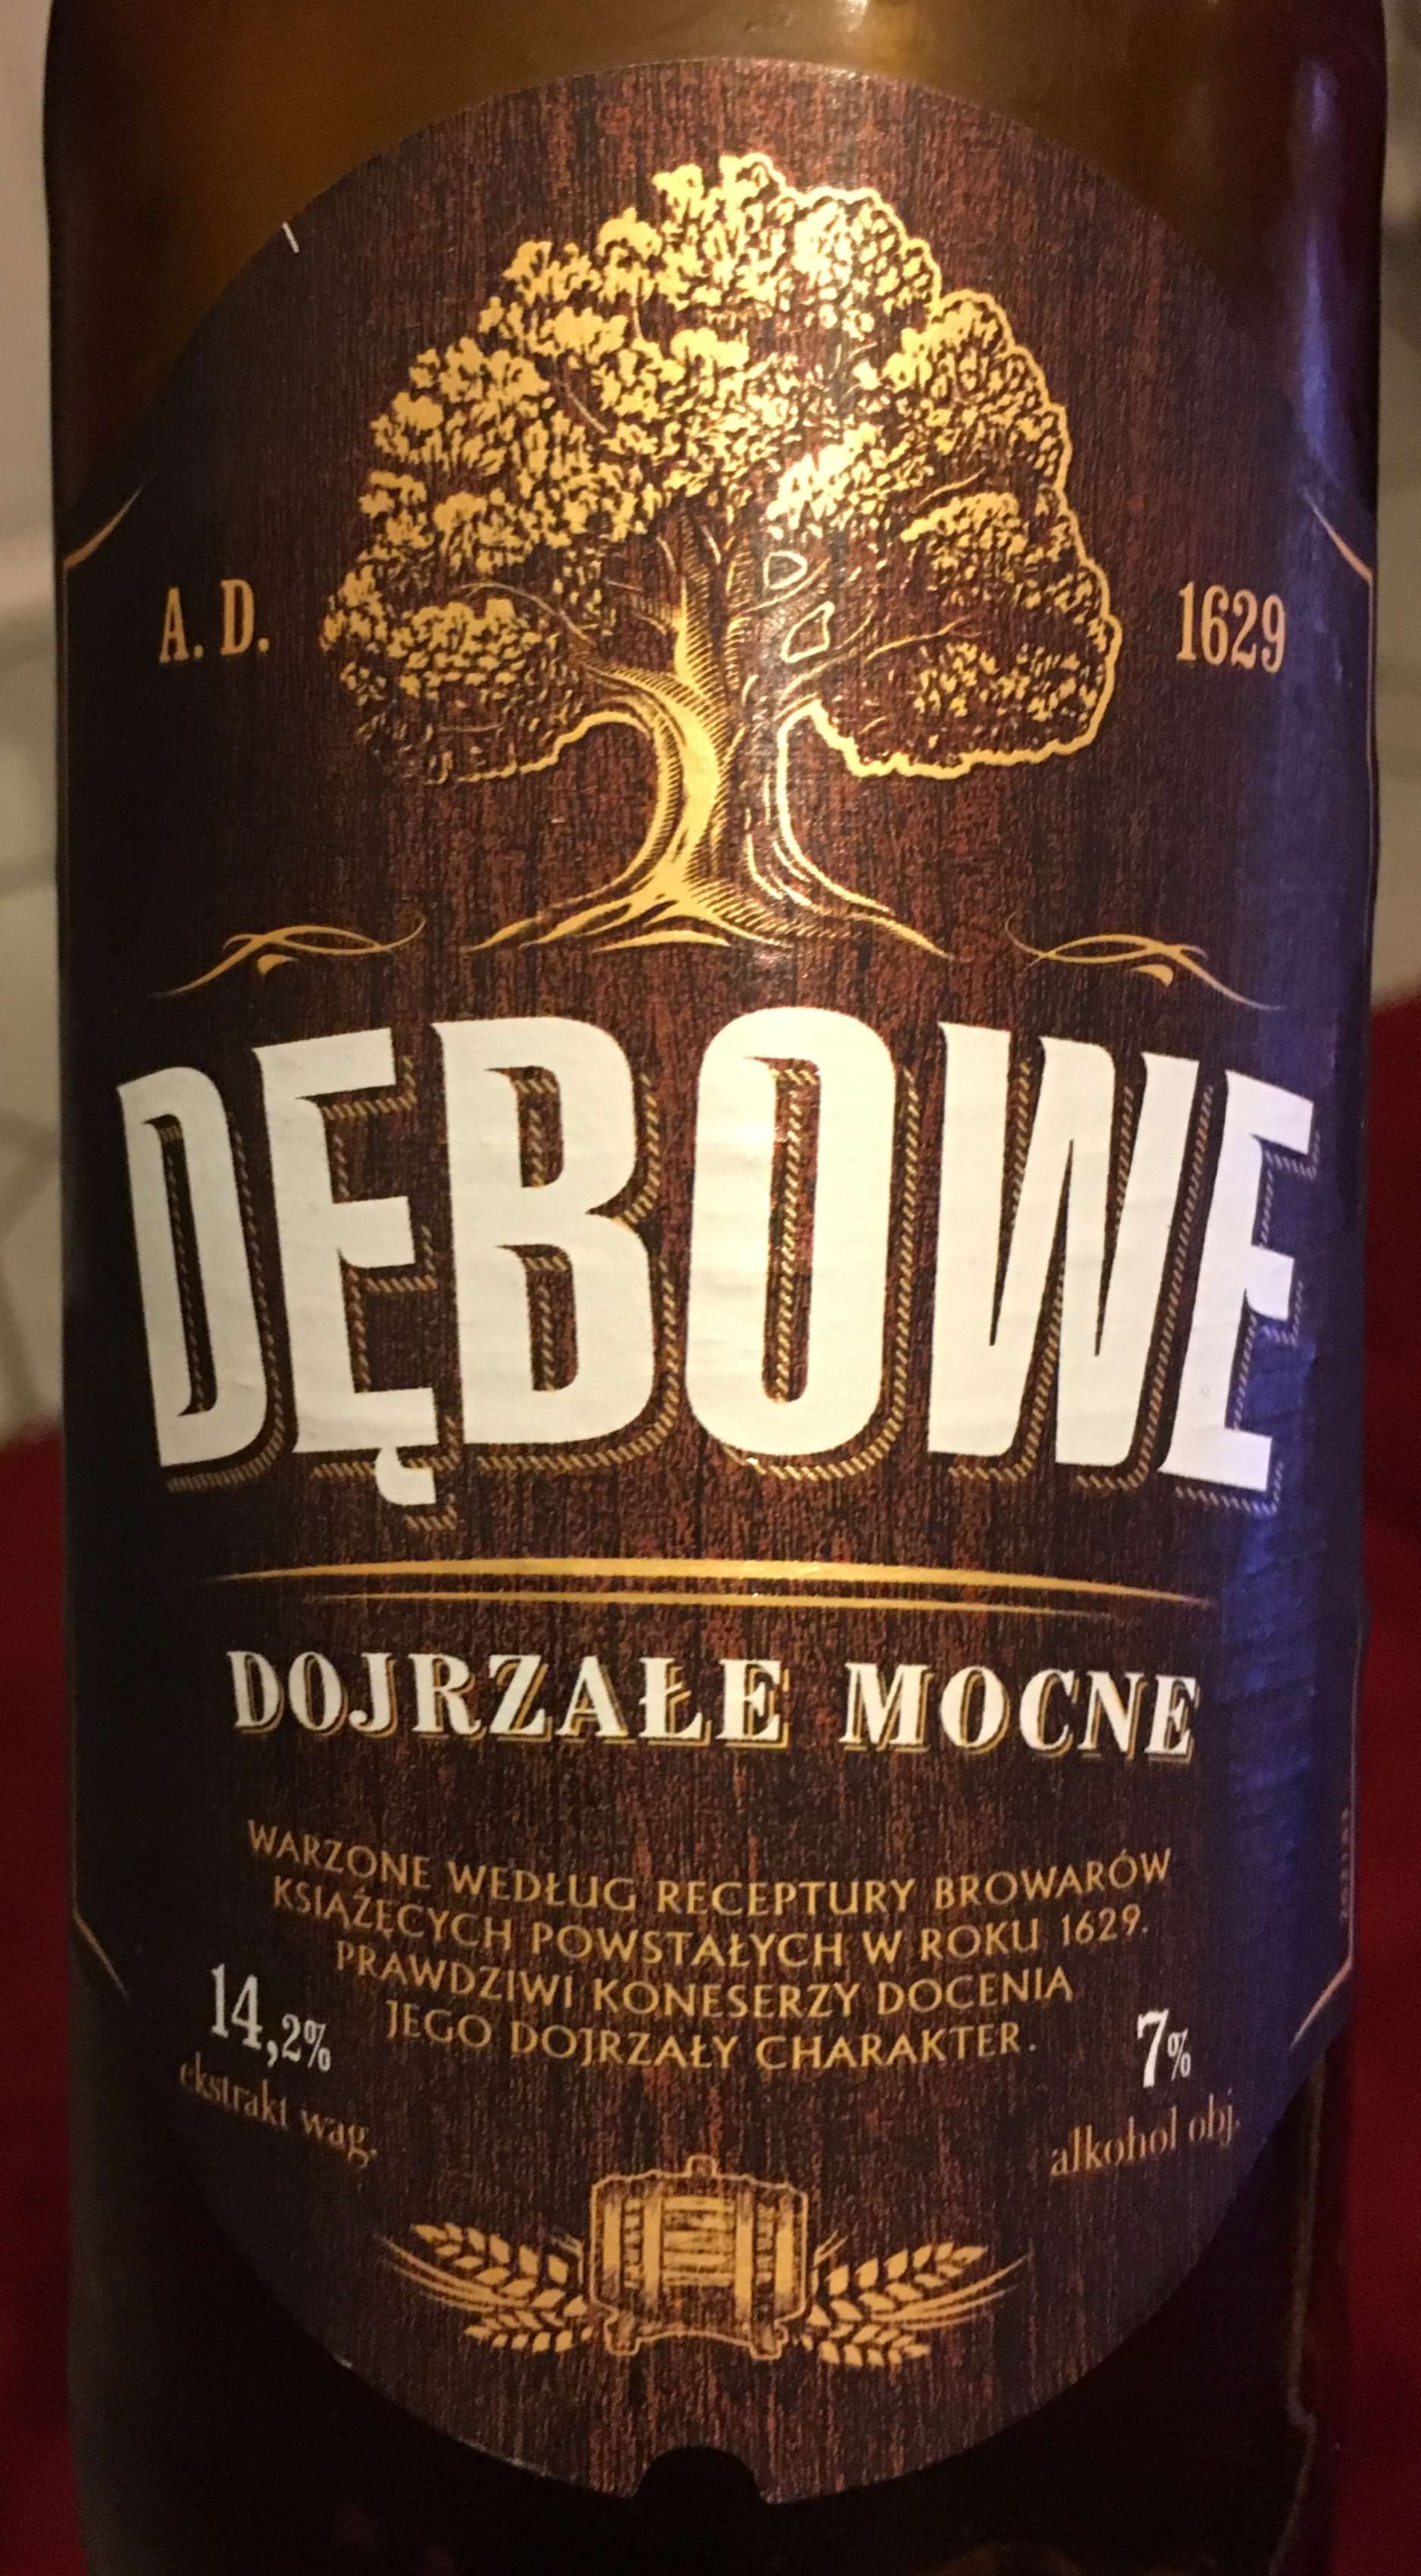 A. D. 1629
DĘBOWE
DOJRZAŁE MOCNE
WARZONE WEDŁUG RECEPTURY BROWARÓW
KSIĄŻĘCYCH POWSTAŁYCH W ROKU 1629.
PRAWDZIWI KONESERZY DOCENIĄ
JEGO DOJRZAŁY CHARAKTER.
14,2%
ekstrakt wag.
7%
alkohol obj.